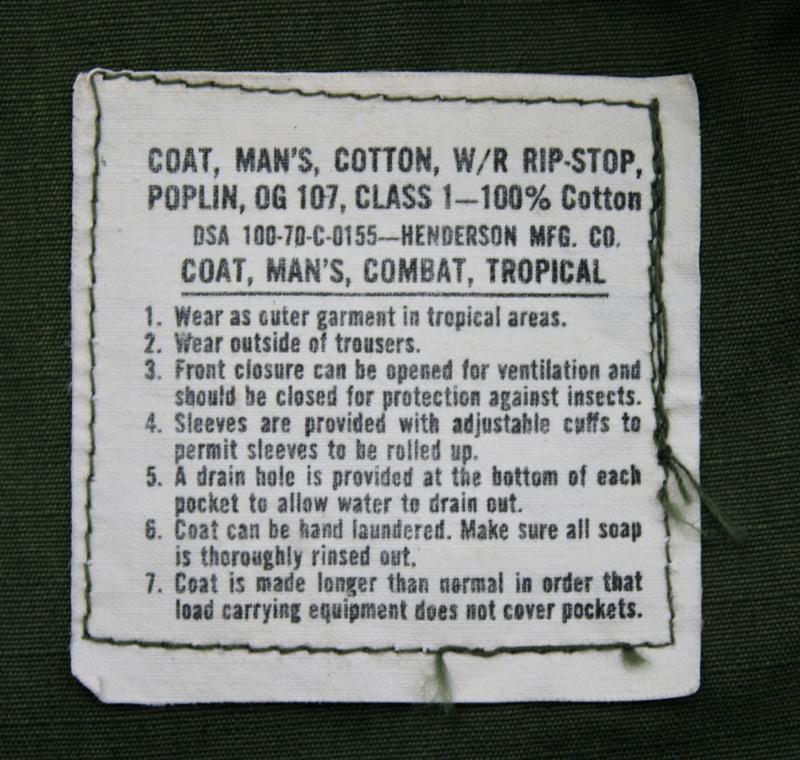 COAT, MAN'S, COTTON, W/R RIP-STOP,
POPLIN, OG 107, CLASS 1—100% Cotton
DSA 100-70-C-0155—HENDERSON MFG. CO.
COAT, MAN'S, COMBAT, TROPICAL
1. Wear as outer garment in tropical areas.
2. Wear outside of trousers.
3. Front closure can be opened for ventilation and
should be closed for protection against insects.
4. Sleeves are provided with adjustable cuffs to
permit sleeves to be rolled up.
5. A drain hole is provided at the bottom of each
pocket to allow water to drain out.
6. Coat can be hand laundered. Make sure all soap
is thoroughly rinsed out.
7. Coat is made longer than normal in order that
load carrying equipment does not cover pockets.